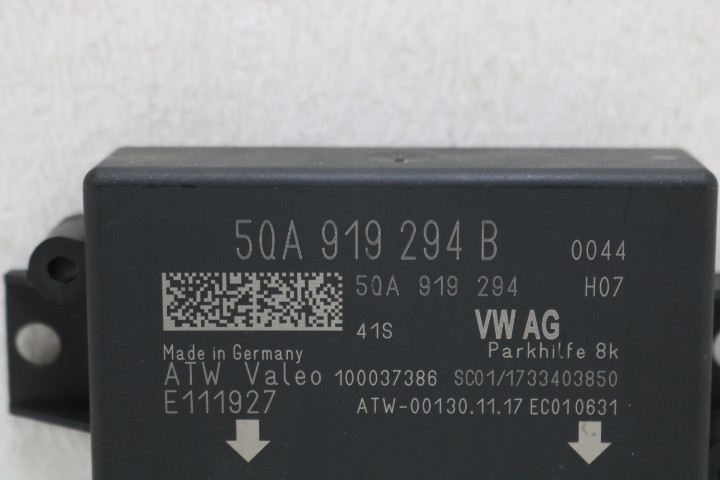 5QA 919 294 B 0044
5QA 919 294 H07
41S VW AG
Made in Germany Parkhilfe 8k
ATW Valeo 100037386 SC01/1733403850
E111927 ATW-00130.11.17 EC010631